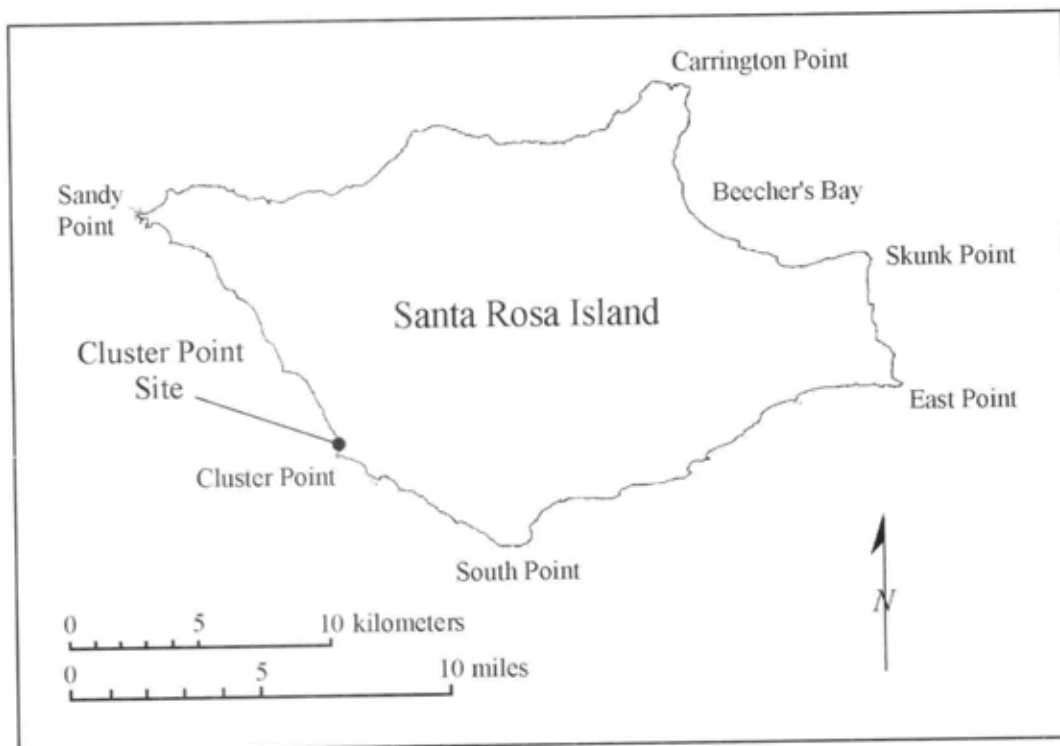 Carrington Point
Sandy
Point
Beecher's Bay
Skunk Point
Santa Rosa Island
Cluster Point
Site
East Point
Cluster Point
South Point
N
0 5 10 kilometers
0 5 10 miles